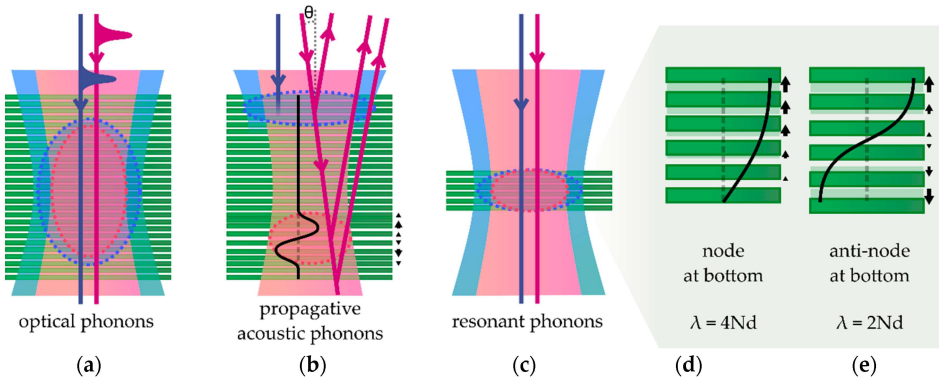 θ
optical phonons
propagative
acoustic phonons
resonant phonons
node
at bottom
λ = 4Nd
anti-node
at bottom
λ = 2Nd
(a)
(b)
(c)
(d)
(e)